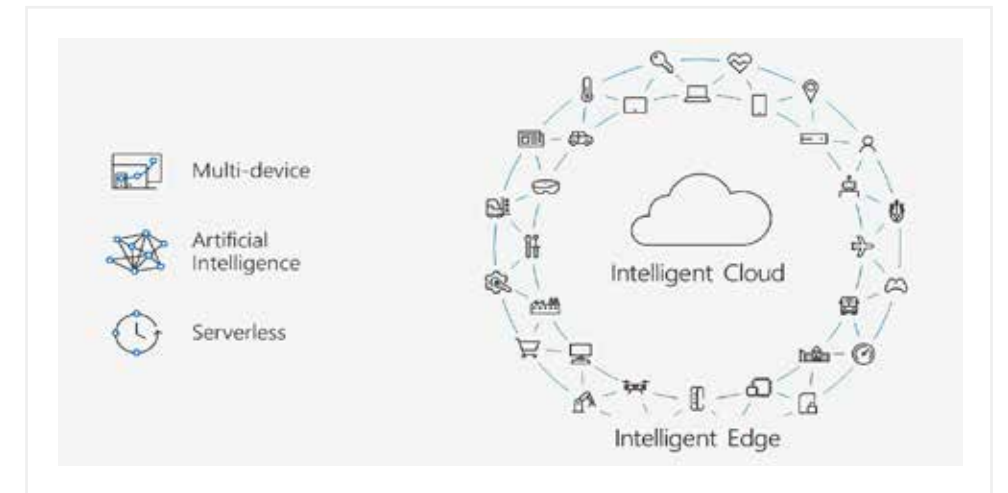 Multi-device
Artificial
Intelligence
Serverless
Intelligent Cloud
Intelligent Edge